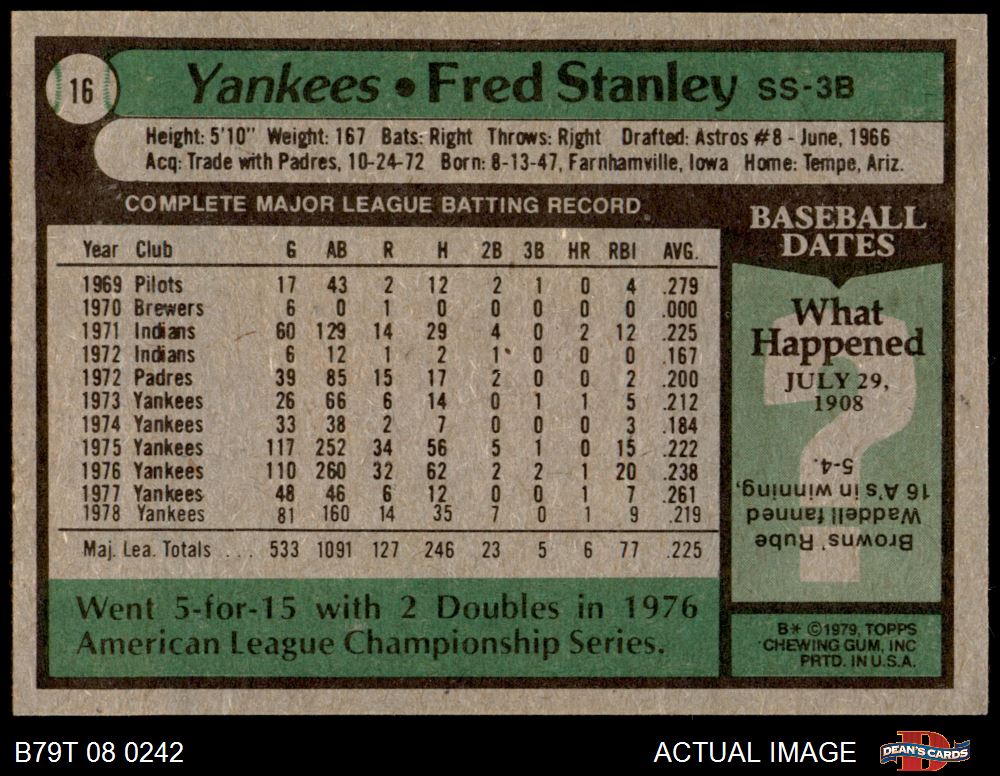 16
Yankees • Fred Stanley SS-3B
Height: 5'10" Weight: 167 Bats: Right Throws: Right Drafted: Astros #8 - June, 1966
Acq: Trade with Padres, 10-24-72 Born: 8-13-47, Farnhamville, Iowa Home: Tempe, Ariz.
COMPLETE MAJOR LEAGUE BATTING RECORD
Year Club G AB R H 2B 3B HR RBI AVG.
1969 Pilots 17 43 2 12 2 1 0 4 .279
1970 Brewers 6 0 1 0 0 0 0 0 .000
1971 Indians 60 129 14 29 4 0 2 12 .225
1972 Indians 6 12 1 2 1 0 0 0 .167
1972 Padres 39 85 15 17 2 0 0 2 .200
1973 Yankees 26 66 6 14 0 1 1 5 .212
1974 Yankees 33 38 2 7 0 0 0 3 .184
1975 Yankees 117 252 34 56 5 1 0 15 .222
1976 Yankees 110 260 32 62 2 2 1 20 .238
1977 Yankees 48 46 6 12 0 0 1 7 .261
1978 Yankees 81 160 14 35 7 0 1 9 .219
Maj. Lea. Totals . . . 533 1091 127 246 23 5 6 77 .225
Went 5-for-15 with 2 Doubles in 1976
American League Championship Series.
BASEBALL
DATES
What
Happened
JULY 29,
1908
?
Browns' Rube
Waddell fanned
16 A's in winning,
5-4.
B* ©1979, TOPPS
CHEWING GUM, INC
PRTD. IN U.S.A.
B79T 08 0242
ACTUAL IMAGE
D
DEAN'S CARDS